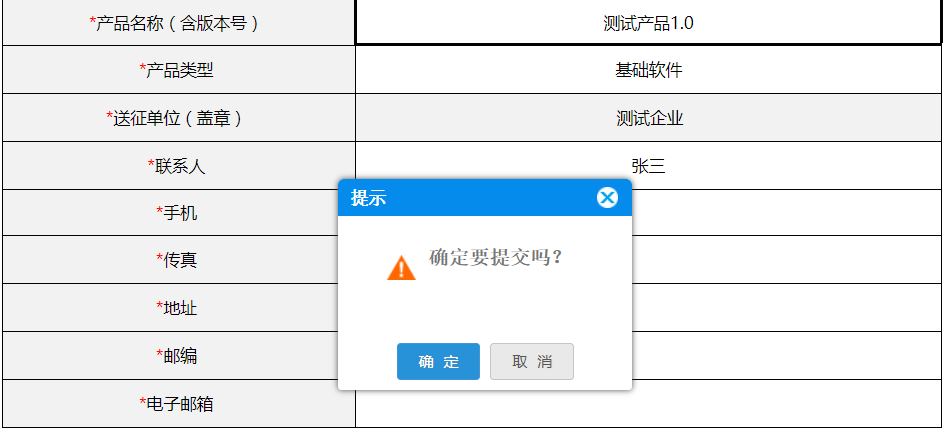 *产品名称（含版本号）
测试产品1.0
*产品类型
基础软件
*送征单位（盖章）
测试企业
*联系人
张三
*手机
*传真
*地址
*邮编
*电子邮箱
提示
确定要提交吗？
确 定
取 消